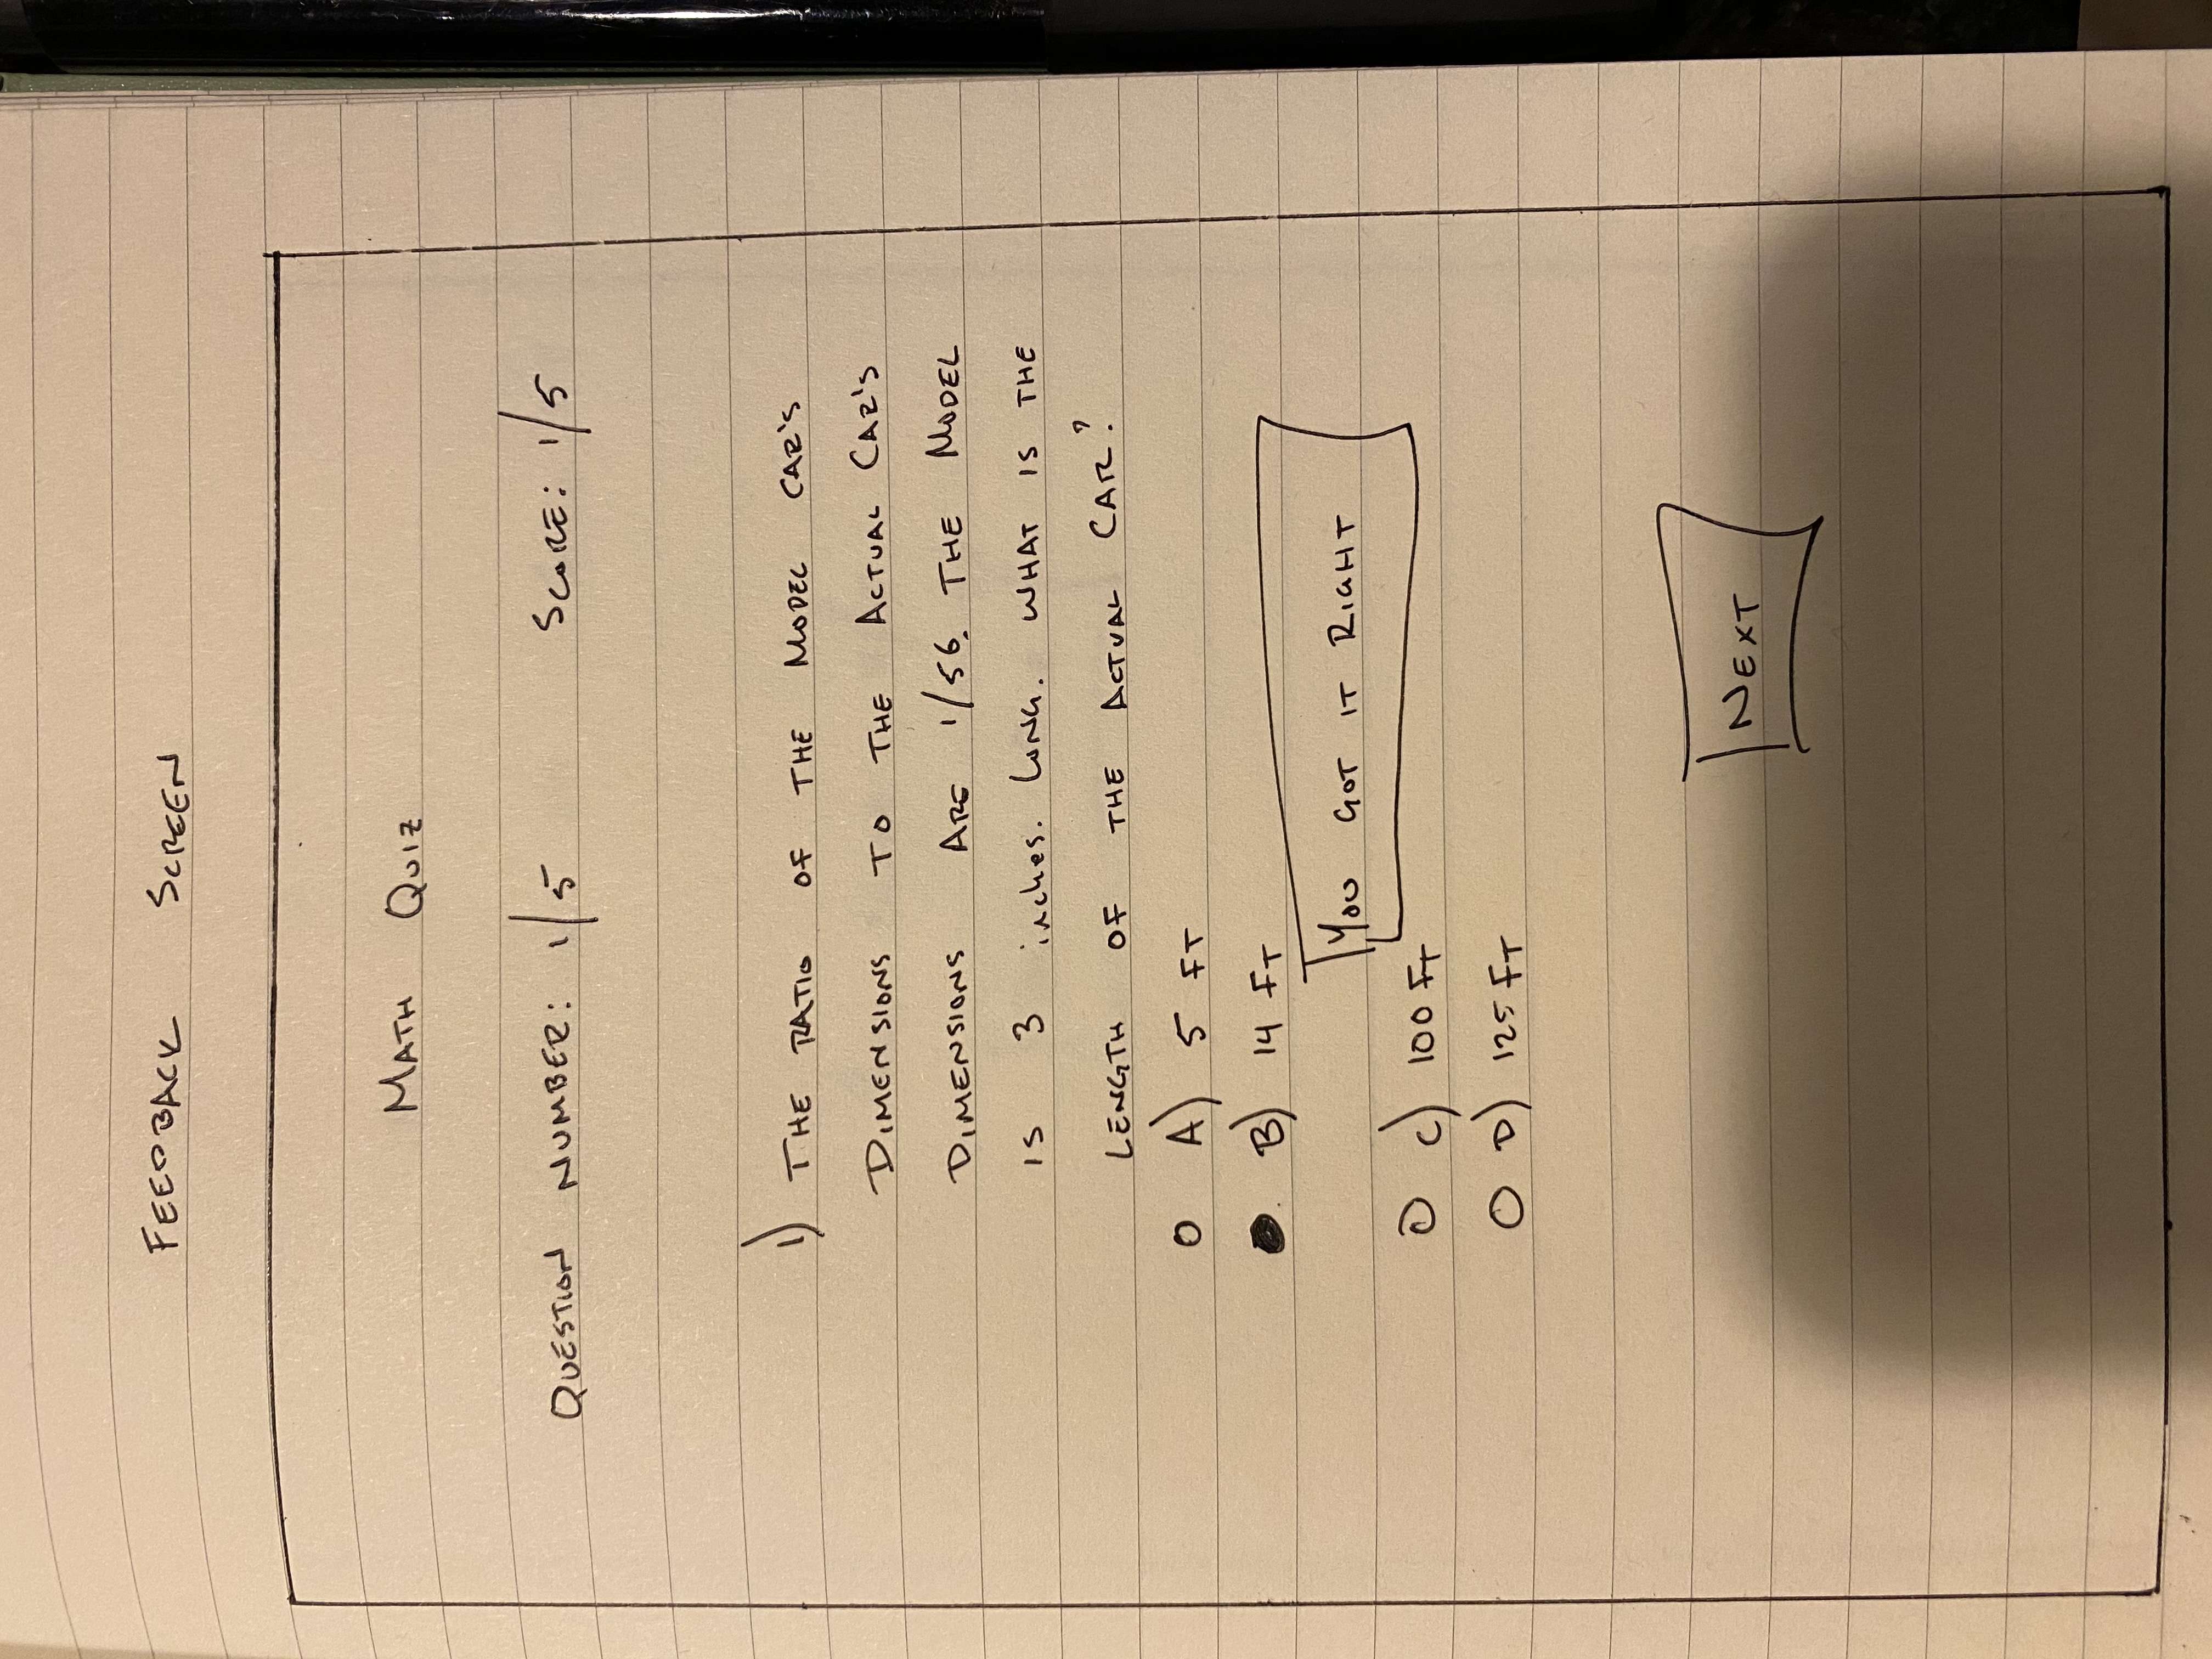 FEEDBACK SCREEN
MATH QUIZ
QUESTION NUMBER: 1/5 SCORE: 1/5
1) THE RATIO OF THE MODEL CAR'S
DIMENSIONS TO THE ACTUAL CAR'S
DIMENSIONS ARE 1/56. THE MODEL
IS 3 inches. LONG. WHAT IS THE
LENGTH OF THE ACTUAL CAR?
A) 5 FT
B) 14 FT
YOU GOT IT RIGHT
C) 100 FT
D) 125 FT
NEXT